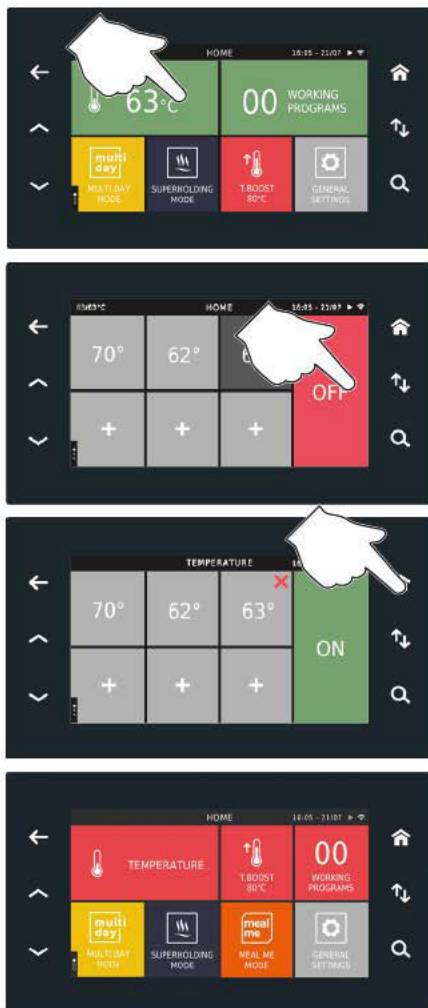 HOME 16:05 - 21/07
63°C
00 WORKING
PROGRAMS
multi
day
MULTI DAY
MODE
SUPERHOLDING
MODE
T.BOOST
80°C
GENERAL
SETTINGS
63/63°C HOME 16:05 - 21/07
70° 62°
OFF
+ + +
TEMPERATURE
70° 62° 63°
ON
+ + +
HOME 16:05 - 21/07
TEMPERATURE
T.BOOST
80°C
00
WORKING
PROGRAMS
multi
day
MULTI DAY
MODE
SUPERHOLDING
MODE
meal
me
MEAL ME
MODE
GENERAL
SETTINGS